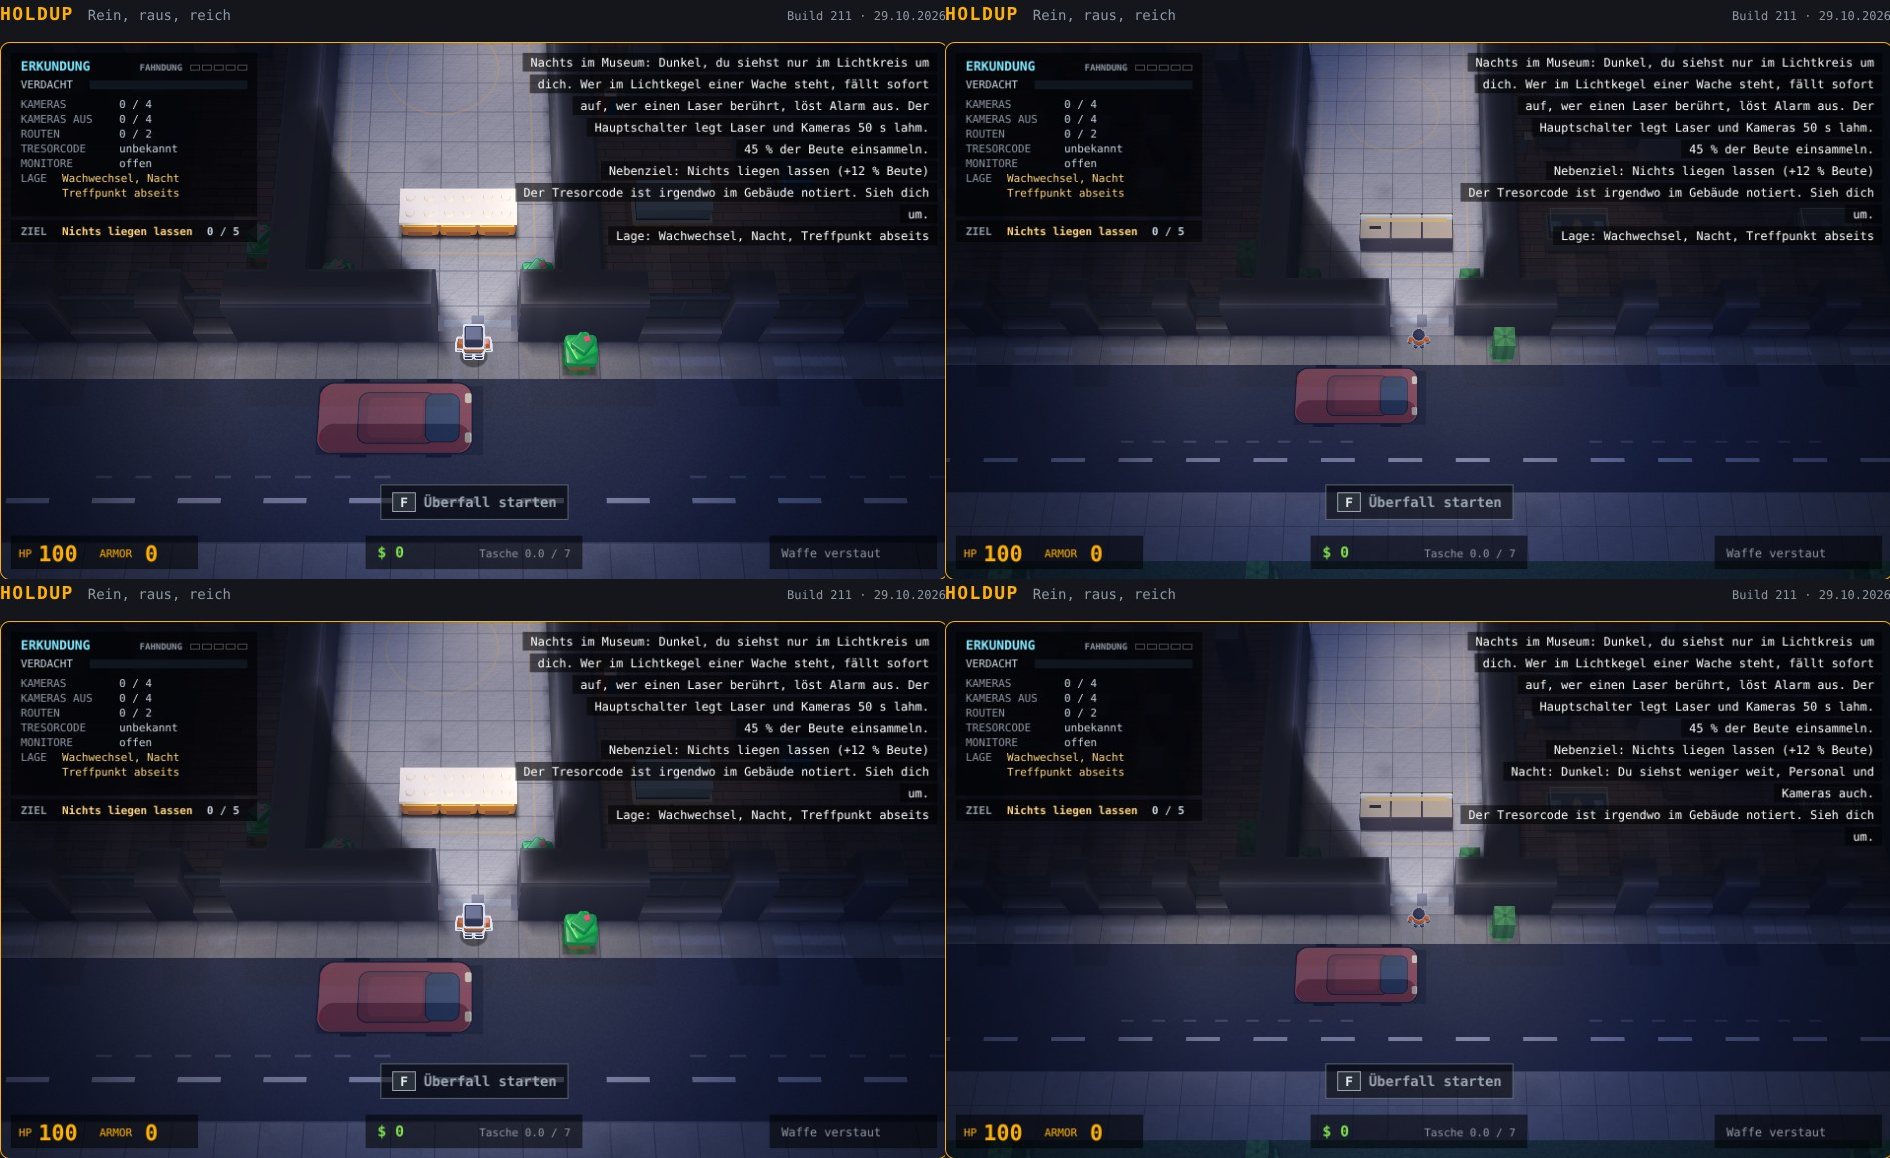 HOLDUP Rein, raus, reich
Build 211 · 29.10.2026
ERKUNDUNG
FAHNDUNG
VERDACHT
KAMERAS 0 / 4
KAMERAS AUS 0 / 4
ROUTEN 0 / 2
TRESORCODE unbekannt
MONITORE offen
LAGE Wachwechsel, Nacht
Treffpunkt abseits
ZIEL Nichts liegen lassen 0 / 5
Nachts im Museum: Dunkel, du siehst nur im Lichtkreis um
dich. Wer im Lichtkegel einer Wache steht, fällt sofort
auf, wer einen Laser berührt, löst Alarm aus. Der
Hauptschalter legt Laser und Kameras 50 s lahm.
45 % der Beute einsammeln.
Nebenziel: Nichts liegen lassen (+12 % Beute)
Der Tresorcode ist irgendwo im Gebäude notiert. Sieh dich
um.
Lage: Wachwechsel, Nacht, Treffpunkt abseits
F Überfall starten
HP 100 ARMOR 0
$ 0 Tasche 0.0 / 7
Waffe verstaut
HOLDUP Rein, raus, reich
Build 211 · 29.10.2026
ERKUNDUNG
FAHNDUNG
VERDACHT
KAMERAS 0 / 4
KAMERAS AUS 0 / 4
ROUTEN 0 / 2
TRESORCODE unbekannt
MONITORE offen
LAGE Wachwechsel, Nacht
Treffpunkt abseits
ZIEL Nichts liegen lassen 0 / 5
Nachts im Museum: Dunkel, du siehst nur im Lichtkreis um
dich. Wer im Lichtkegel einer Wache steht, fällt sofort
auf, wer einen Laser berührt, löst Alarm aus. Der
Hauptschalter legt Laser und Kameras 50 s lahm.
45 % der Beute einsammeln.
Nebenziel: Nichts liegen lassen (+12 % Beute)
Der Tresorcode ist irgendwo im Gebäude notiert. Sieh dich
um.
Lage: Wachwechsel, Nacht, Treffpunkt abseits
F Überfall starten
HP 100 ARMOR 0
$ 0 Tasche 0.0 / 7
Waffe verstaut
HOLDUP Rein, raus, reich
Build 211 · 29.10.2026
ERKUNDUNG
FAHNDUNG
VERDACHT
KAMERAS 0 / 4
KAMERAS AUS 0 / 4
ROUTEN 0 / 2
TRESORCODE unbekannt
MONITORE offen
LAGE Wachwechsel, Nacht
Treffpunkt abseits
ZIEL Nichts liegen lassen 0 / 5
Nachts im Museum: Dunkel, du siehst nur im Lichtkreis um
dich. Wer im Lichtkegel einer Wache steht, fällt sofort
auf, wer einen Laser berührt, löst Alarm aus. Der
Hauptschalter legt Laser und Kameras 50 s lahm.
45 % der Beute einsammeln.
Nebenziel: Nichts liegen lassen (+12 % Beute)
Der Tresorcode ist irgendwo im Gebäude notiert. Sieh dich
um.
Lage: Wachwechsel, Nacht, Treffpunkt abseits
F Überfall starten
HP 100 ARMOR 0
$ 0 Tasche 0.0 / 7
Waffe verstaut
HOLDUP Rein, raus, reich
Build 211 · 29.10.2026
ERKUNDUNG
FAHNDUNG
VERDACHT
KAMERAS 0 / 4
KAMERAS AUS 0 / 4
ROUTEN 0 / 2
TRESORCODE unbekannt
MONITORE offen
LAGE Wachwechsel, Nacht
Treffpunkt abseits
ZIEL Nichts liegen lassen 0 / 5
Nachts im Museum: Dunkel, du siehst nur im Lichtkreis um
dich. Wer im Lichtkegel einer Wache steht, fällt sofort
auf, wer einen Laser berührt, löst Alarm aus. Der
Hauptschalter legt Laser und Kameras 50 s lahm.
45 % der Beute einsammeln.
Nebenziel: Nichts liegen lassen (+12 % Beute)
Nacht: Dunkel: Du siehst weniger weit, Personal und
Kameras auch.
Der Tresorcode ist irgendwo im Gebäude notiert. Sieh dich
um.
F Überfall starten
HP 100 ARMOR 0
$ 0 Tasche 0.0 / 7
Waffe verstaut